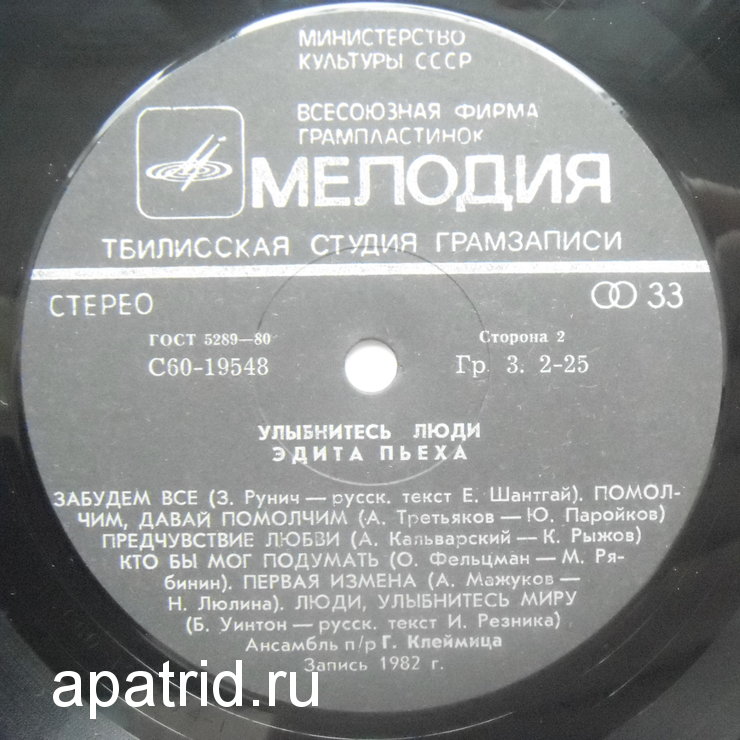 МИНИСТЕРСТВО
КУЛЬТУРЫ СССР
ВСЕСОЮЗНАЯ ФИРМА
ГРАМПЛАСТИНОК
МЕЛОДИЯ
ТБИЛИССКАЯ СТУДИЯ ГРАМЗАПИСИ
СТЕРЕО 33
ГОСТ 5289—80 Сторона 2
С60-19548 Гр 3. 2-25
УЛЫБНИТЕСЬ ЛЮДИ
ЭДИТА ПЬЕХА
ЗАБУДЕМ ВСЕ (З. Рунич — русск. текст Е. Шантгай). ПОМОЛ-
ЧИМ, ДАВАЙ ПОМОЛЧИМ (А. Третьяков — Ю. Паройков)
ПРЕДЧУВСТВИЕ ЛЮБВИ (А. Кальварский — К. Рыжов)
КТО БЫ МОГ ПОДУМАТЬ (О. Фельцман — М. Ря-
бинин). ПЕРВАЯ ИЗМЕНА (А. Мажуков —
Н. Люлина). ЛЮДИ, УЛЫБНИТЕСЬ МИРУ
(Б. Уинтон — русск. текст И. Резника)
Ансамбль п/р Г. Клеймица
Запись 1982 г.
apatrid.ru